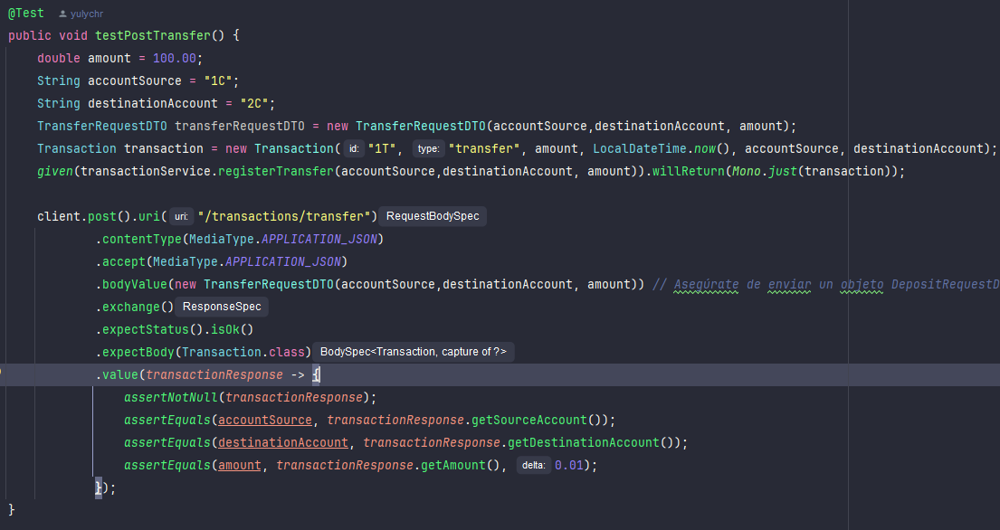 @Test yulychr
public void testPostTransfer() {
double amount = 100.00;
String accountSource = "1C";
String destinationAccount = "2C";
TransferRequestDTO transferRequestDTO = new TransferRequestDTO(accountSource,destinationAccount, amount);
Transaction transaction = new Transaction( id: "1T", type: "transfer", amount, LocalDateTime.now(), accountSource, destinationAccount);
given(transactionService.registerTransfer(accountSource,destinationAccount, amount)).willReturn(Mono.just(transaction));
client.post().uri( uri: "/transactions/transfer") RequestBodySpec
.contentType(MediaType.APPLICATION_JSON)
.accept(MediaType.APPLICATION_JSON)
.bodyValue(new TransferRequestDTO(accountSource,destinationAccount, amount)) // Asegúrate de enviar un objeto DepositRequestD
.exchange() ResponseSpec
.expectStatus().isOk()
.expectBody(Transaction.class) BodySpec<Transaction, capture of ?>
.value(transactionResponse -> {
assertNotNull(transactionResponse);
assertEquals(accountSource, transactionResponse.getSourceAccount());
assertEquals(destinationAccount, transactionResponse.getDestinationAccount());
assertEquals(amount, transactionResponse.getAmount(), delta: 0.01);
});
}